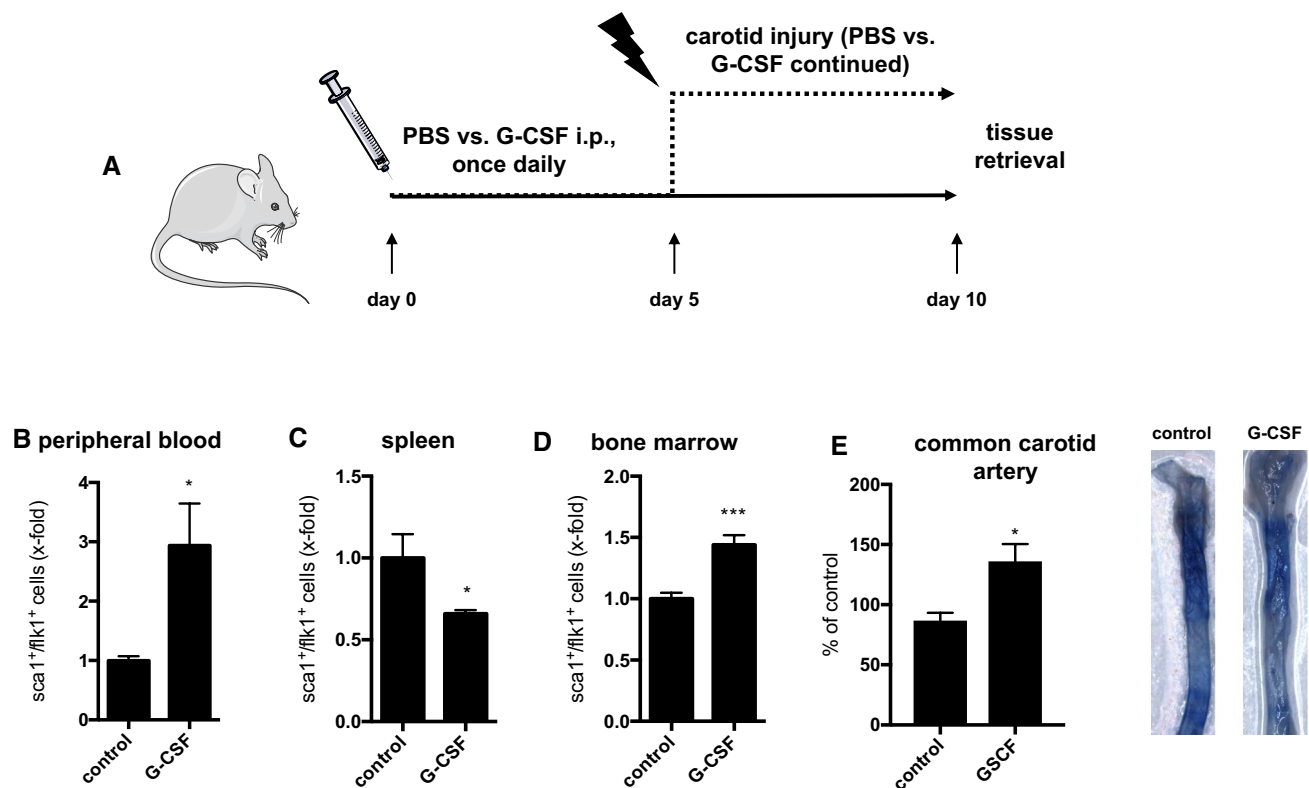 carotid injury (PBS vs.
G-CSF continued)
PBS vs. G-CSF i.p.,
once daily
tissue
retrieval
A
day 0
day 5
day 10
B peripheral blood
sca1⁺/flk1⁺ cells (x-fold)
4
3
2
1
0
*
control
G-CSF
C spleen
sca1⁺/flk1⁺ cells (x-fold)
1.5
1.0
0.5
0.0
*
control
G-CSF
D bone marrow
sca1⁺/flk1⁺ cells (x-fold)
2.0
1.5
1.0
0.5
0.0
***
control
G-CSF
E common carotid
artery
% of control
200
150
100
50
0
*
control
GSCF
control
G-CSF